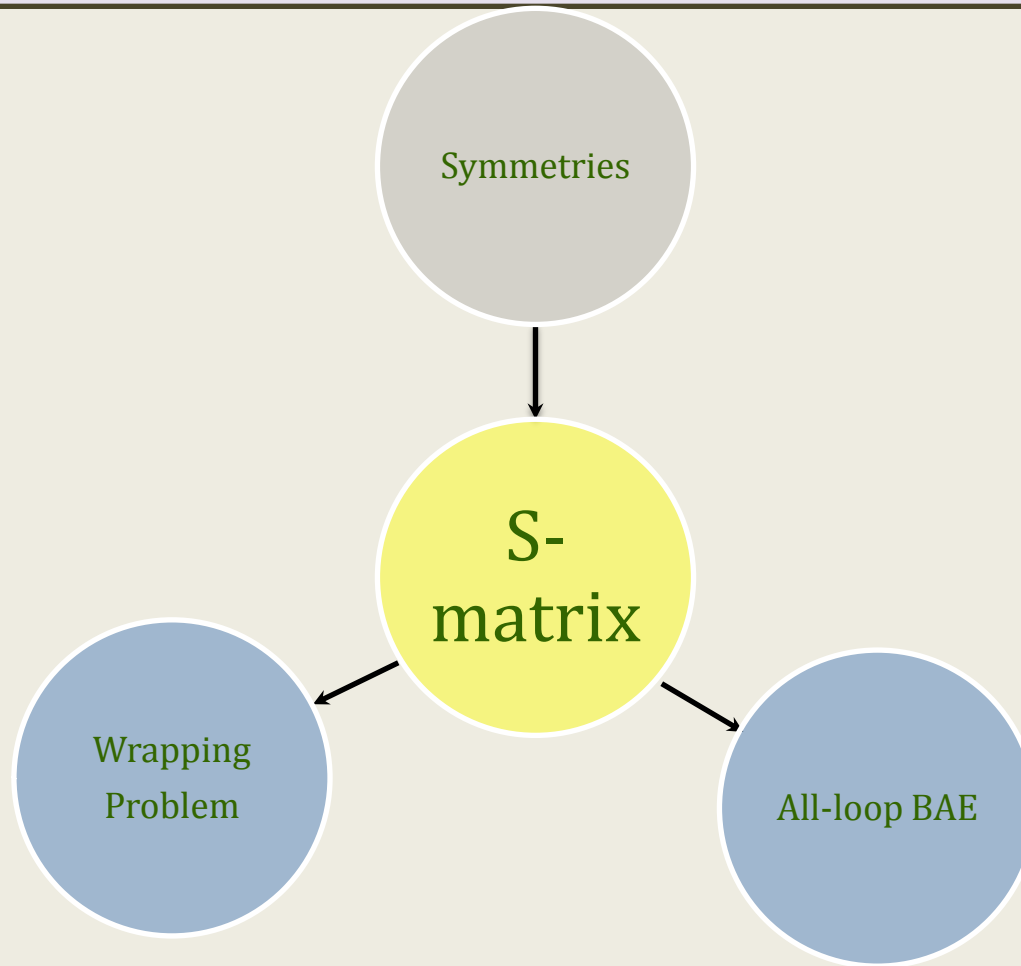 Symmetries
S-
matrix
Wrapping
Problem
All-loop BAE